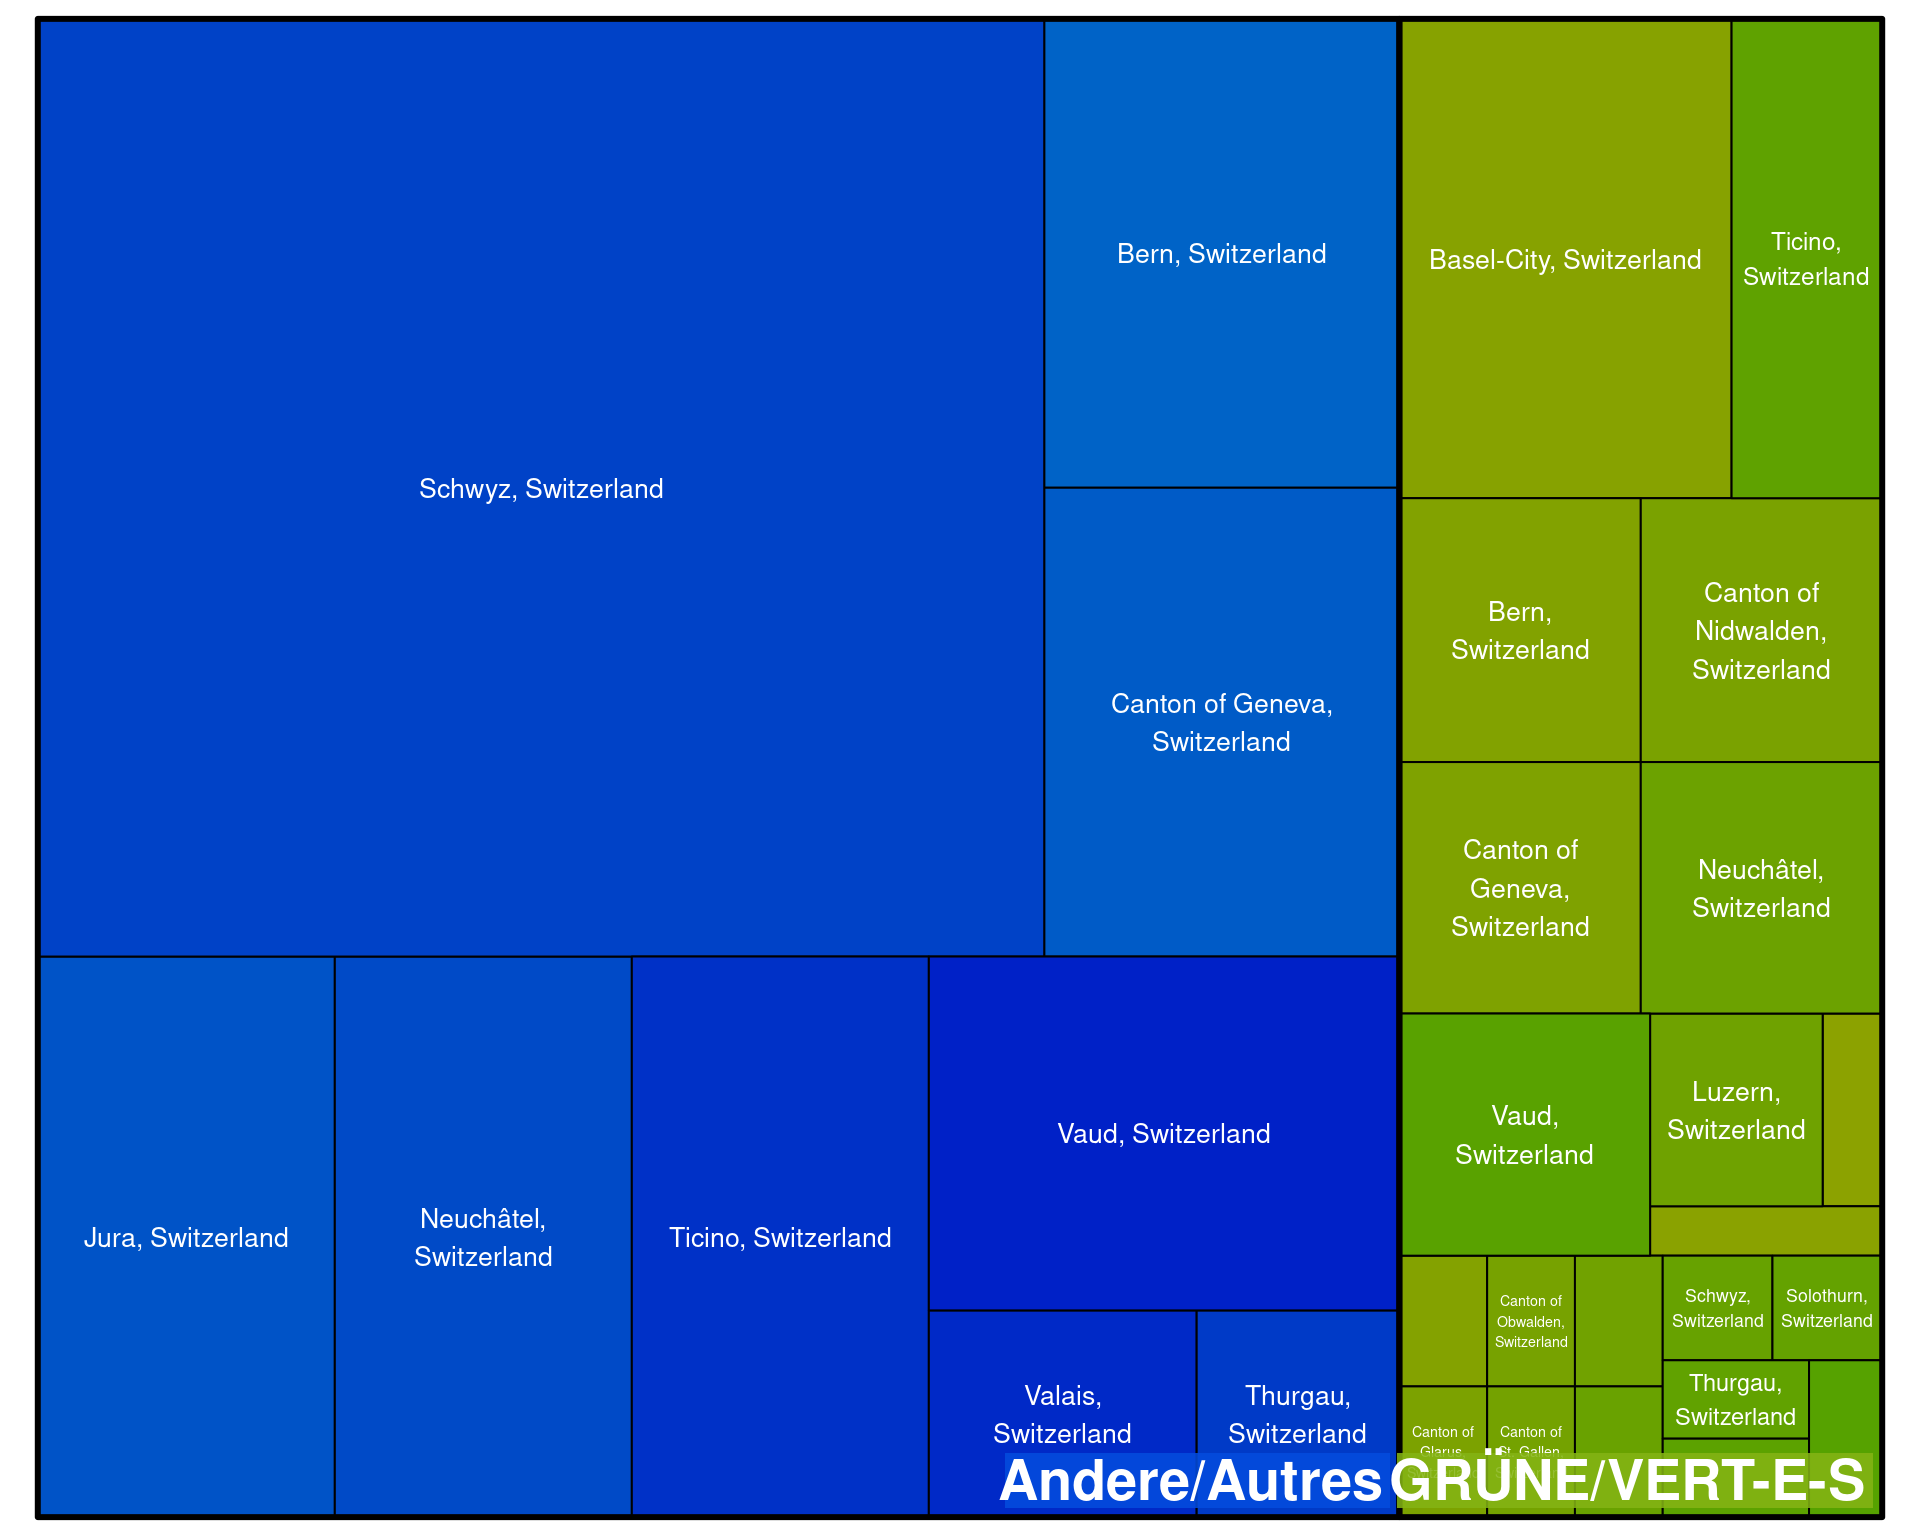 Schwyz, Switzerland
Bern, Switzerland
Canton of Geneva,
Switzerland
Jura, Switzerland
Neuchâtel,
Switzerland
Ticino, Switzerland
Vaud, Switzerland
Valais,
Switzerland
Thurgau,
Switzerland
Andere/Autres
Basel-City, Switzerland
Ticino,
Switzerland
Bern,
Switzerland
Canton of
Nidwalden,
Switzerland
Canton of
Geneva,
Switzerland
Neuchâtel,
Switzerland
Vaud,
Switzerland
Luzern,
Switzerland
Canton of
Obwalden,
Switzerland
Schwyz,
Switzerland
Solothurn,
Switzerland
Thurgau,
Switzerland
Canton of
Glarus,
Canton of
St. Gallen,
GRÜNE/VERT-E-S